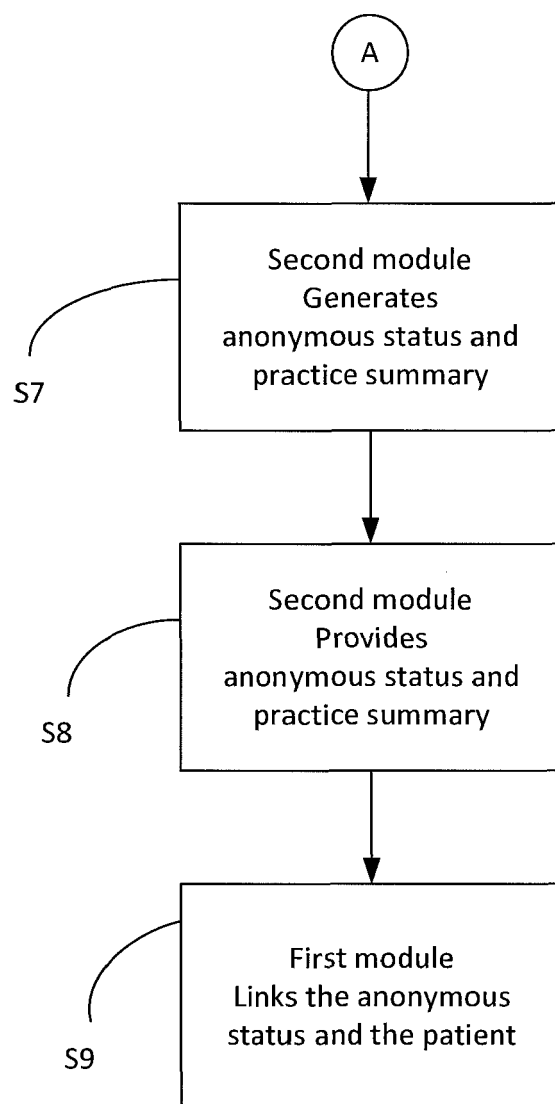 A
Second module
Generates
anonymous status and
practice summary
S7
Second module
Provides
anonymous status and
practice summary
S8
First module
Links the anonymous
status and the patient
S9